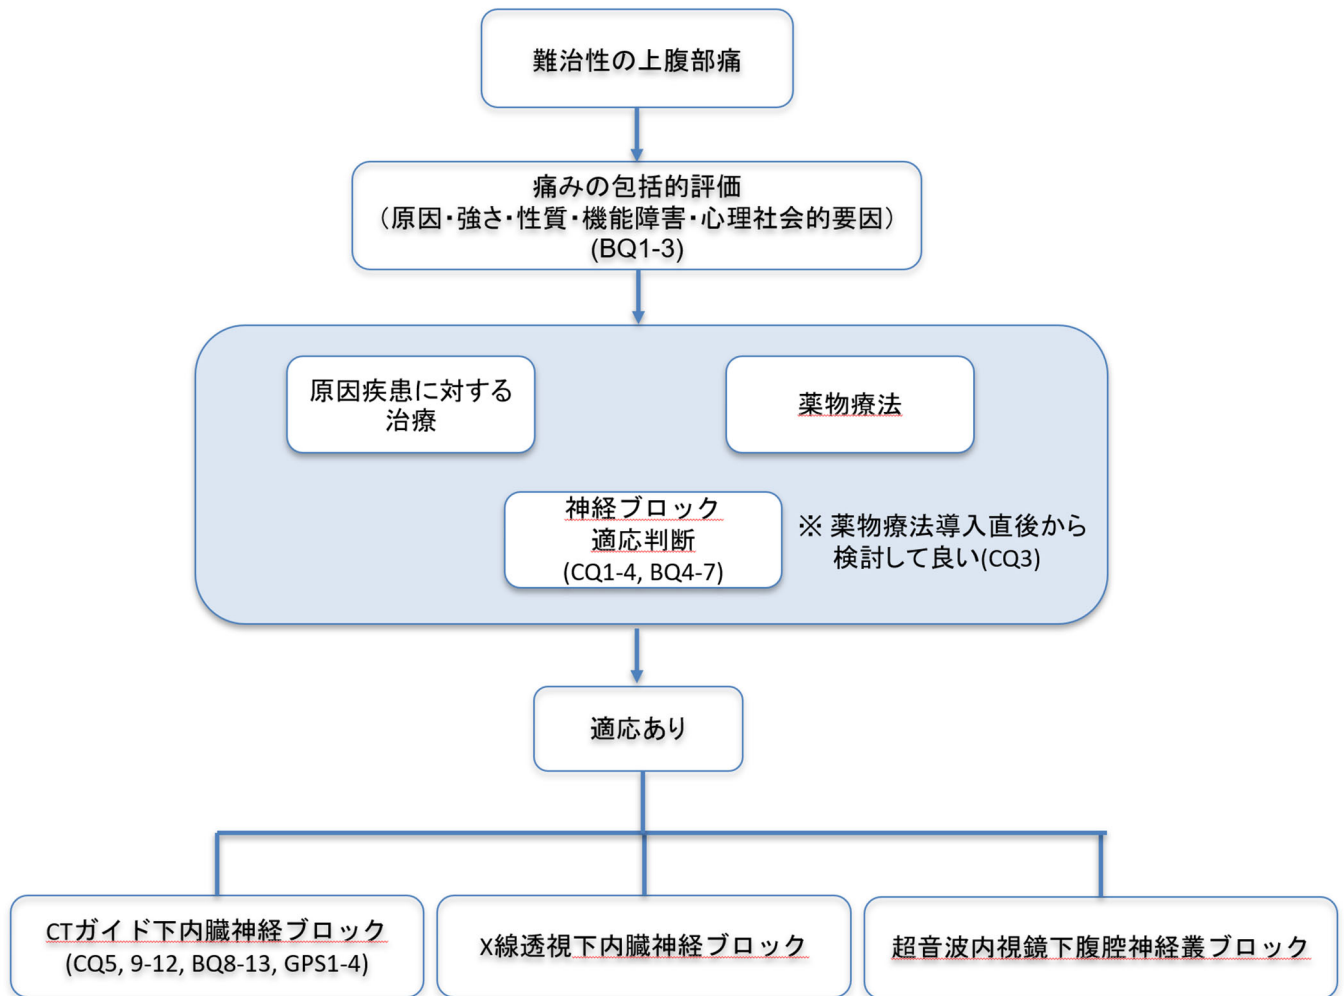 難治性の上腹部痛
痛みの包括的評価
（原因・強さ・性質・機能障害・心理社会的要因）
(BQ1-3)
原因疾患に対する
治療
薬物療法
神経ブロック
適応判断
(CQ1-4, BQ4-7)
※ 薬物療法導入直後から
検討して良い(CQ3)
適応あり
CTガイド下内臓神経ブロック
(CQ5, 9-12, BQ8-13, GPS1-4)
X線透視下内臓神経ブロック
超音波内視鏡下腹腔神経叢ブロック